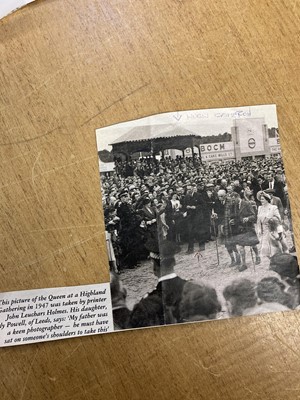 BOCM
This picture of the Queen at a Highland
Gathering in 1947 was taken by printer
John Leuchars Holmes. His daughter,
ly Powell, of Leeds, says: 'My father was
a keen photographer — he must have
sat on someone's shoulders to take this'